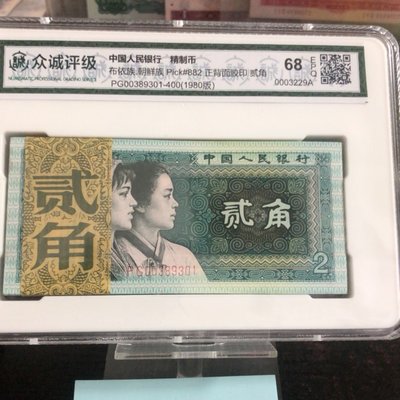 众诚评级
中国人民银行 精制币
布依族.朝鲜族 Pick#882 正背面胶印 贰角
PG00389301-400(1980版)
68
EPQ
0003229A
中国人民银行
贰角
贰角
PG00389301
2